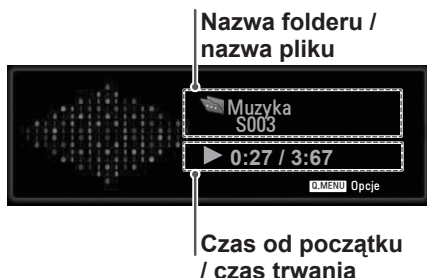 Nazwa folderu /
nazwa pliku
Muzyka
S003
0:27 / 3:67
Q.MENU Opcje
Czas od początku
/ czas trwania